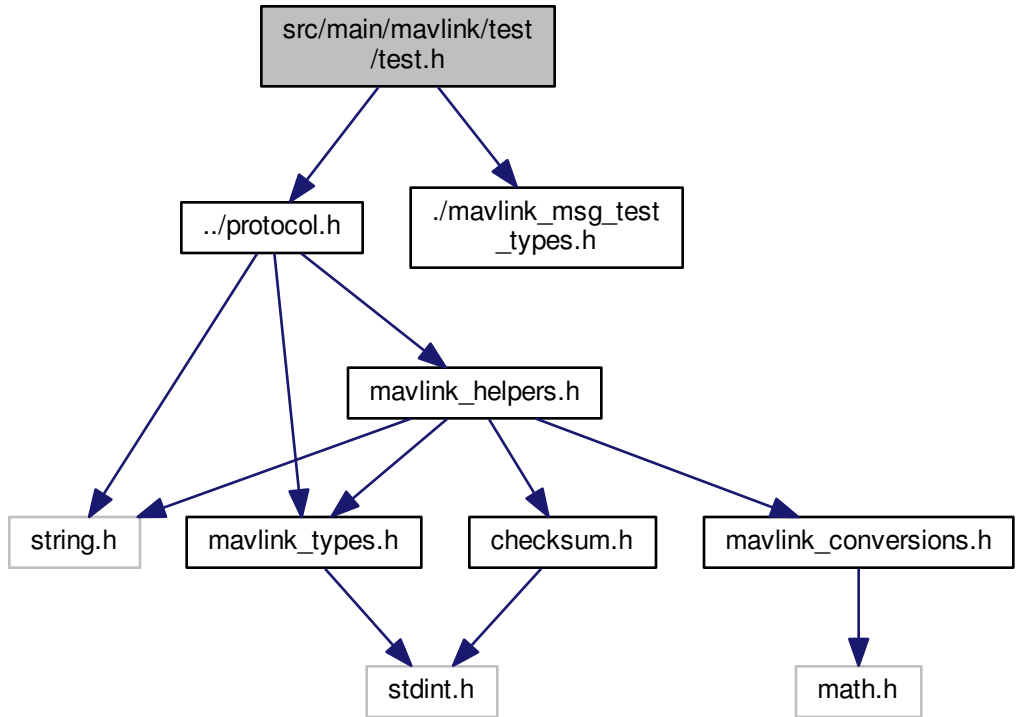 src/main/mavlink/test
/test.h
../protocol.h
./mavlink_msg_test
_types.h
mavlink_helpers.h
string.h
mavlink_types.h
checksum.h
mavlink_conversions.h
stdint.h
math.h